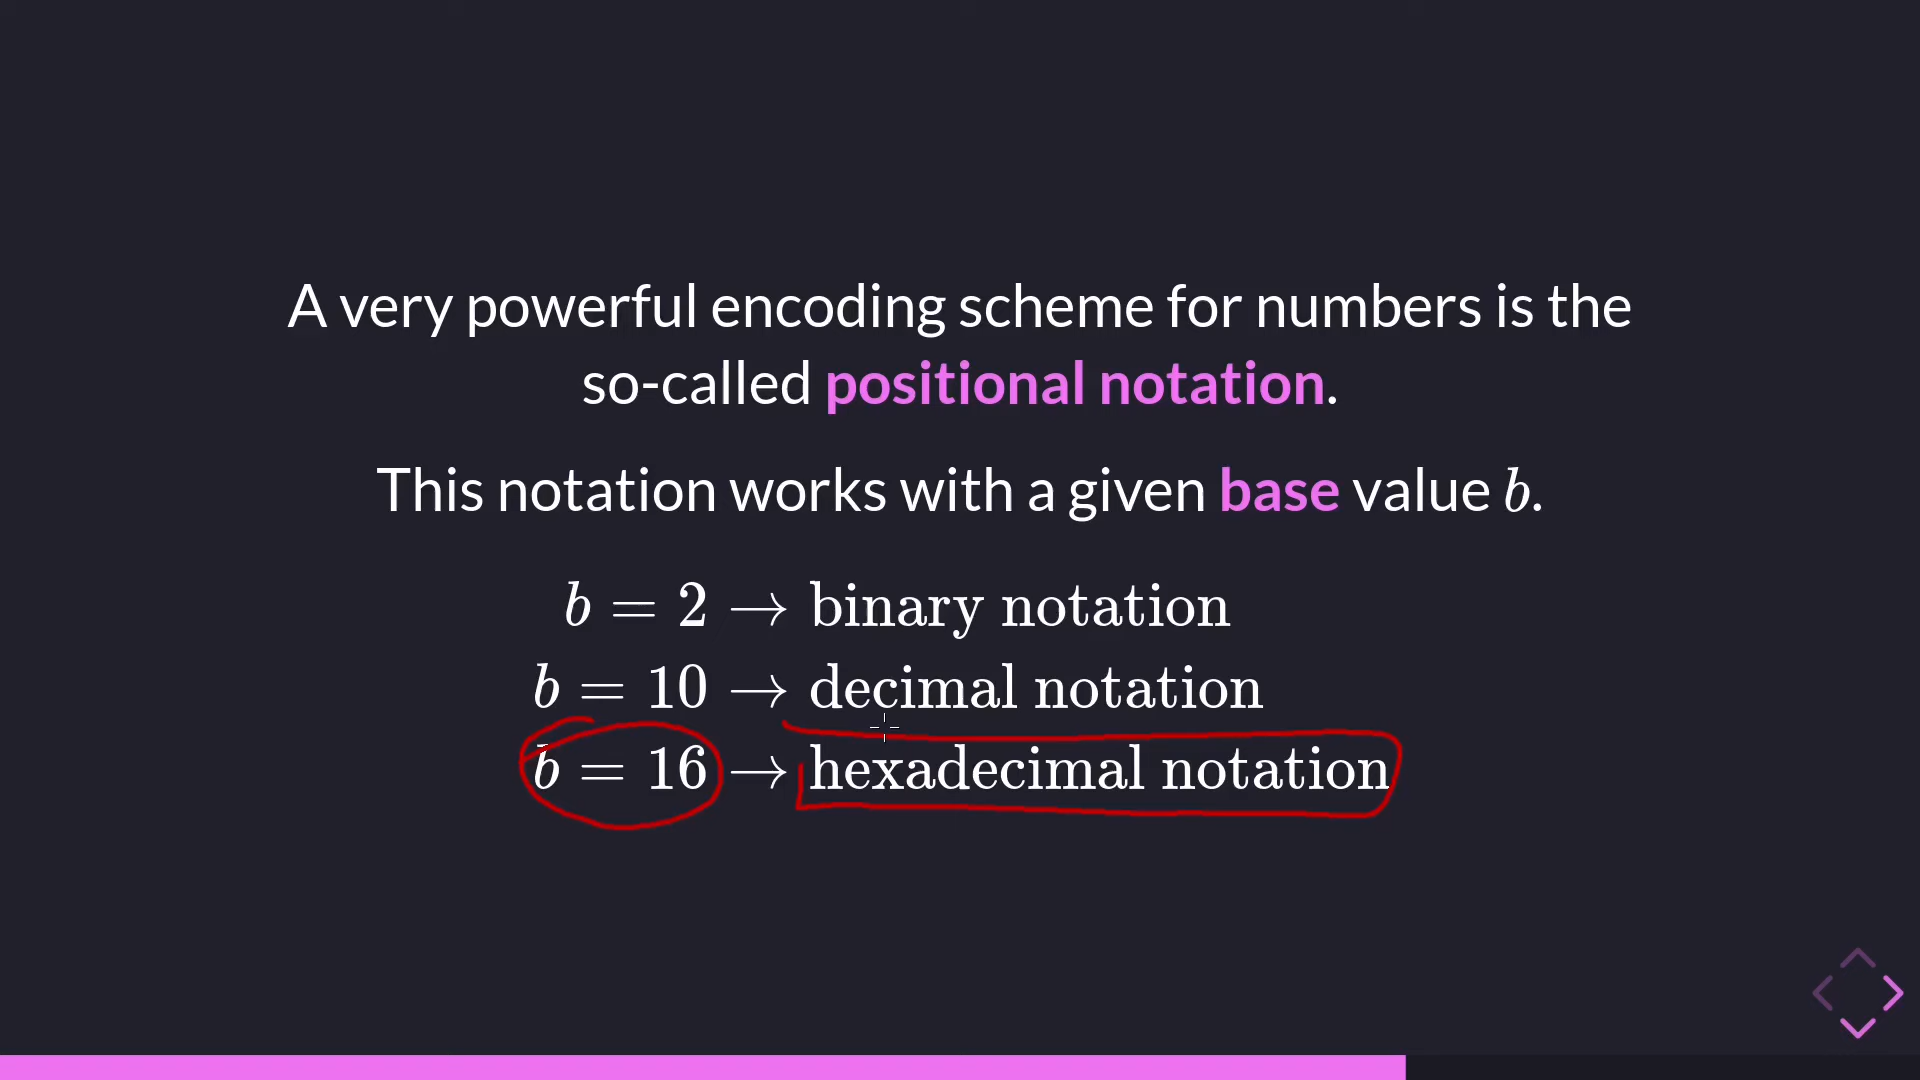 A very powerful encoding scheme for numbers is the
so-called positional notation.
This notation works with a given base value b.
b = 2 → binary notation
b = 10 → decimal notation
b = 16 → hexadecimal notation